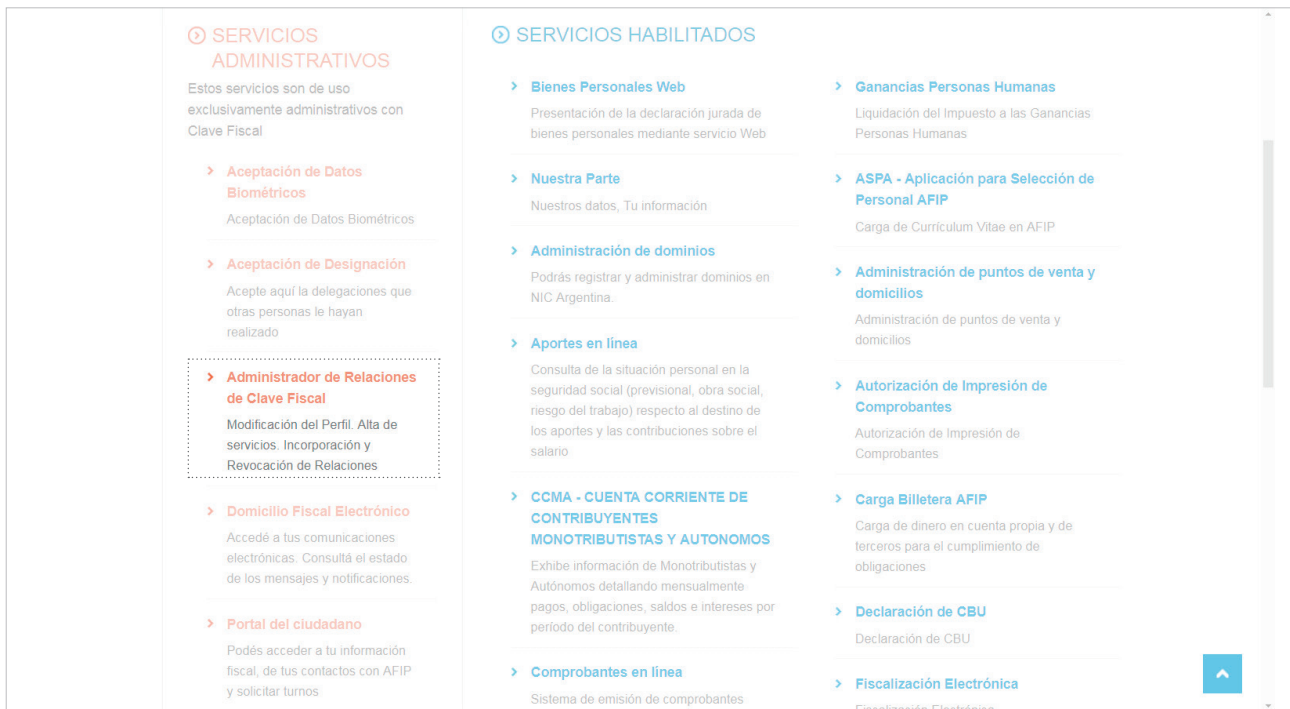 SERVICIOS
ADMINISTRATIVOS
Estos servicios son de uso
exclusivamente administrativos con
Clave Fiscal
Aceptación de Datos
Biométricos
Aceptación de Datos Biométricos
Aceptación de Designación
Acepte aquí la delegaciones que
otras personas le hayan
realizado
Administrador de Relaciones
de Clave Fiscal
Modificación del Perfil. Alta de
servicios. Incorporación y
Revocación de Relaciones
Domicilio Fiscal Electrónico
Accedé a tus comunicaciones
electrónicas. Consultá el estado
de los mensajes y notificaciones.
Portal del ciudadano
Podés acceder a tu información
fiscal, de tus contactos con AFIP
y solicitar turnos
SERVICIOS HABILITADOS
Bienes Personales Web
Presentación de la declaración jurada de
bienes personales mediante servicio Web
Nuestra Parte
Nuestros datos, Tu información
Administración de dominios
Podrás registrar y administrar dominios en
NIC Argentina.
Aportes en línea
Consulta de la situación personal en la
seguridad social (previsional, obra social,
riesgo del trabajo) respecto al destino de
los aportes y las contribuciones sobre el
salario
CCMA - CUENTA CORRIENTE DE
CONTRIBUYENTES
MONOTRIBUTISTAS Y AUTONOMOS
Exhibe información de Monotributistas y
Autónomos detallando mensualmente
pagos, obligaciones, saldos e intereses por
período del contribuyente.
Comprobantes en línea
Sistema de emisión de comprobantes
Ganancias Personas Humanas
Liquidación del Impuesto a las Ganancias
Personas Humanas
ASPA - Aplicación para Selección de
Personal AFIP
Carga de Currículum Vitae en AFIP
Administración de puntos de venta y
domicilios
Administración de puntos de venta y
domicilios
Autorización de Impresión de
Comprobantes
Autorización de Impresión de
Comprobantes
Carga Billetera AFIP
Carga de dinero en cuenta propia y de
terceros para el cumplimiento de
obligaciones
Declaración de CBU
Declaración de CBU
Fiscalización Electrónica
Fiscalización Electrónica